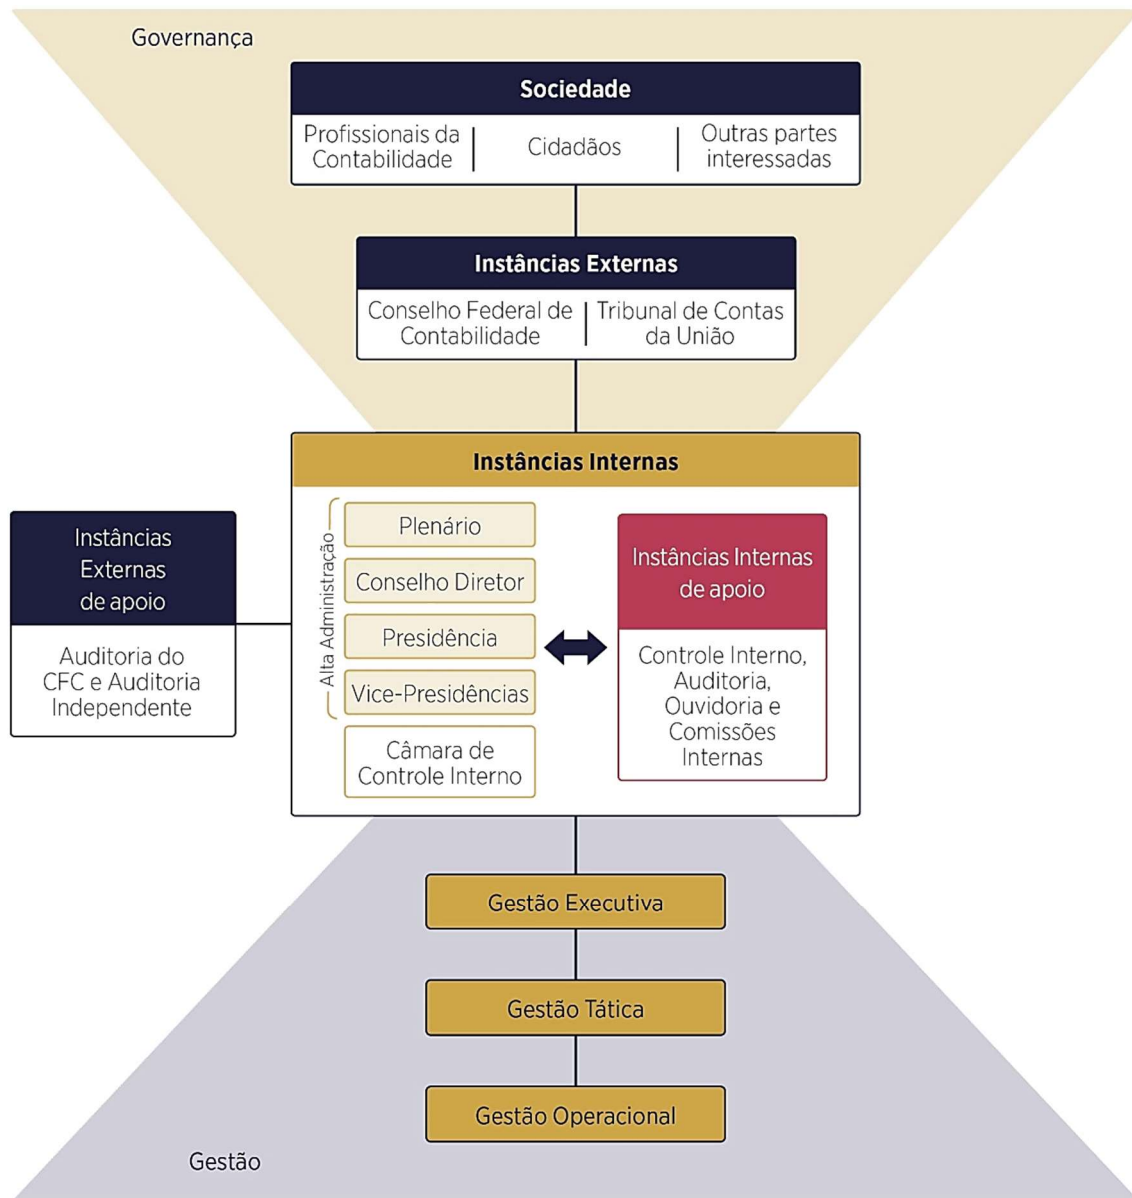 Governança
Sociedade
Profissionais da
Contabilidade
Cidadãos
Outras partes
interessadas
Instâncias Externas
Conselho Federal de
Contabilidade
Tribunal de Contas
da União
Instâncias Internas
Alta Administração
Plenário
Conselho Diretor
Presidência
Vice-Presidências
Câmara de
Controle Interno
Instâncias Internas
de apoio
Controle Interno,
Auditoria,
Ouvidoria e
Comissões
Internas
Instâncias
Externas
de apoio
Auditoria do
CFC e Auditoria
Independente
Gestão Executiva
Gestão Tática
Gestão Operacional
Gestão